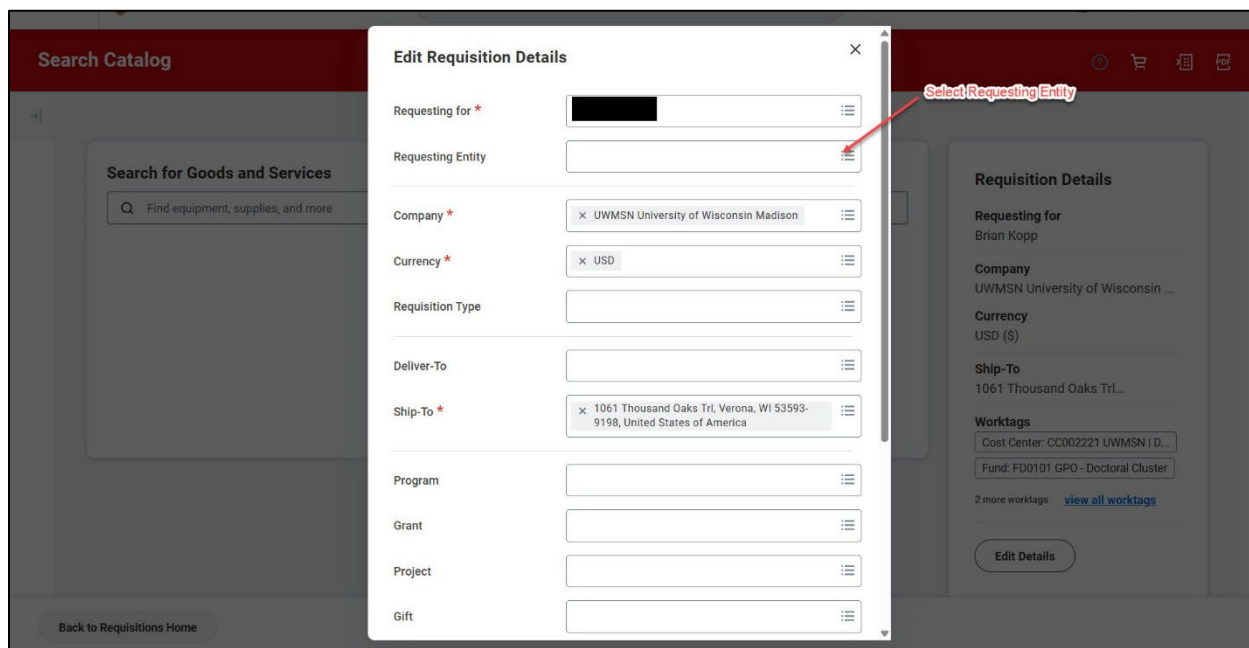 Search Catalog
Edit Requisition Details
Select Requesting Entity
Requesting for *
Requesting Entity
Company *
× UWMSN University of Wisconsin Madison
Currency *
× USD
Requisition Type
Deliver-To
Ship-To *
× 1061 Thousand Oaks Trl, Verona, WI 53593-
9198, United States of America
Program
Grant
Project
Gift
Search for Goods and Services
Find equipment, supplies, and more
Requisition Details
Requesting for
Brian Kopp
Company
UWMSN University of Wisconsin ...
Currency
USD ($)
Ship-To
1061 Thousand Oaks Trl...
Worktags
Cost Center: CC002221 UWMSN | D...
Fund: FD0101 GPO - Doctoral Cluster
2 more worktags view all worktags
Edit Details
Back to Requisitions Home
PDF